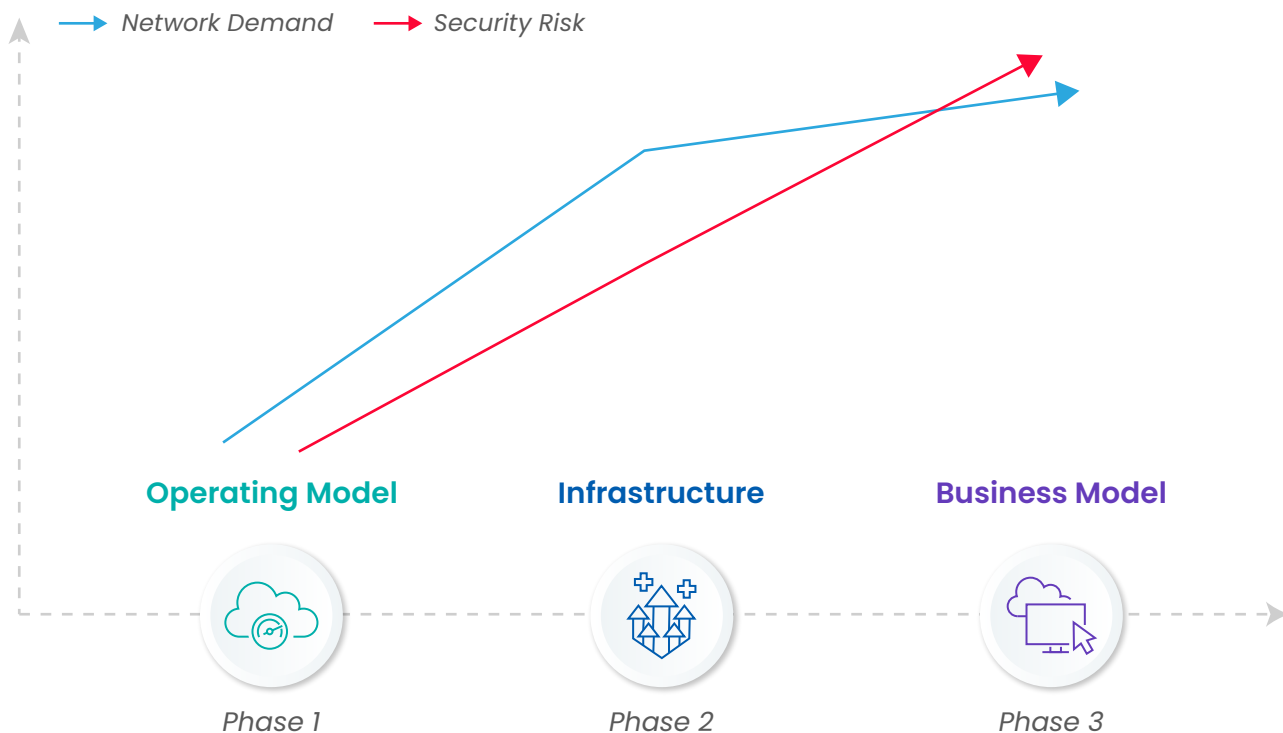 Network Demand
Security Risk
Operating Model
Infrastructure
Business Model
Phase 1
Phase 2
Phase 3